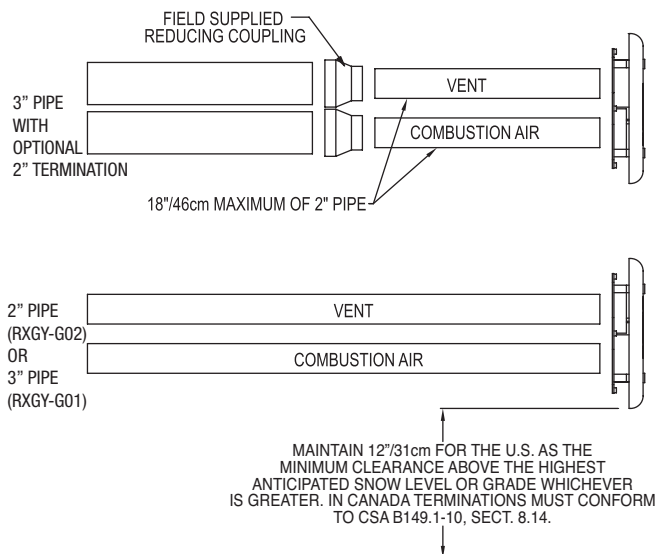 FIELD SUPPLIED
REDUCING COUPLING
3” PIPE
WITH
OPTIONAL
2” TERMINATION
VENT
COMBUSTION AIR
18"/46cm MAXIMUM OF 2" PIPE
2” PIPE
(RXGY-G02)
OR
3” PIPE
(RXGY-G01)
VENT
COMBUSTION AIR
MAINTAIN 12”/31cm FOR THE U.S. AS THE
MINIMUM CLEARANCE ABOVE THE HIGHEST
ANTICIPATED SNOW LEVEL OR GRADE WHICHEVER
IS GREATER. IN CANADA TERMINATIONS MUST CONFORM
TO CSA B149.1-10, SECT. 8.14.